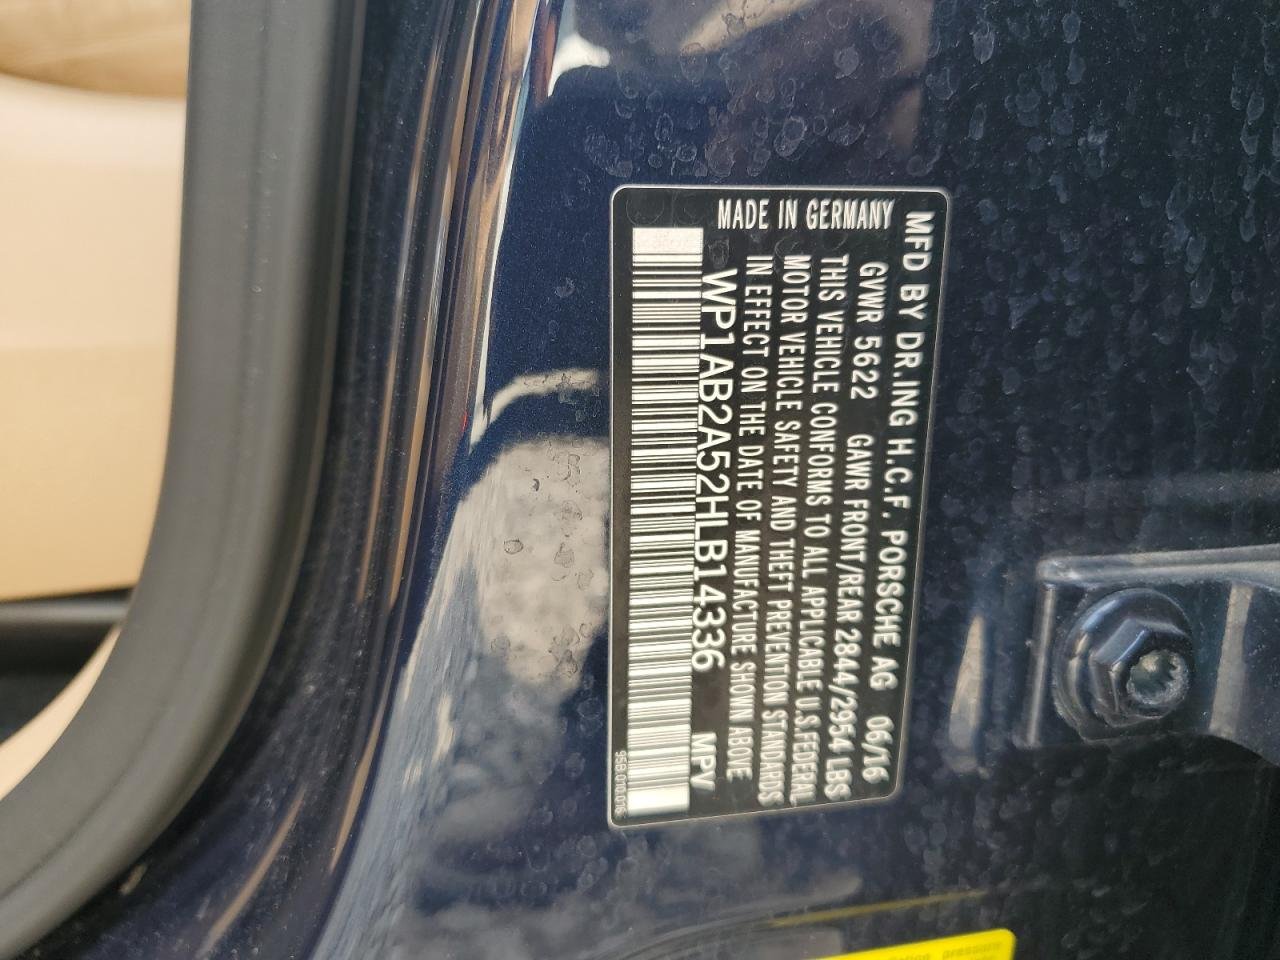 MFD BY DR.ING H.C.F. PORSCHE AG 06/16
GVWR 5622 GAWR FRONT/REAR 2844/2954 LBS
THIS VEHICLE CONFORMS TO ALL APPLICABLE U.S.FEDERAL
MOTOR VEHICLE SAFETY AND THEFT PREVENTION STANDARDS
IN EFFECT ON THE DATE OF MANUFACTURE SHOWN ABOVE
WP1AB2A52HLB14336 MPV
MADE IN GERMANY
pressure